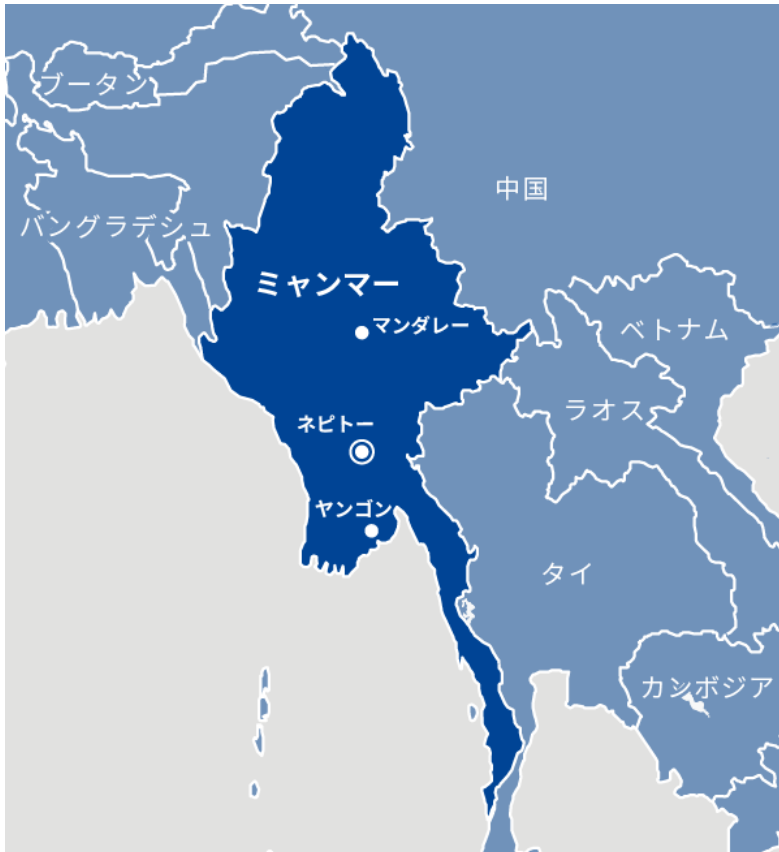 ブータン
中国
バングラデシュ
ミャンマー
マンダレー
ベトナム
ラオス
ネピトー
ヤンゴン
タイ
カンボジア